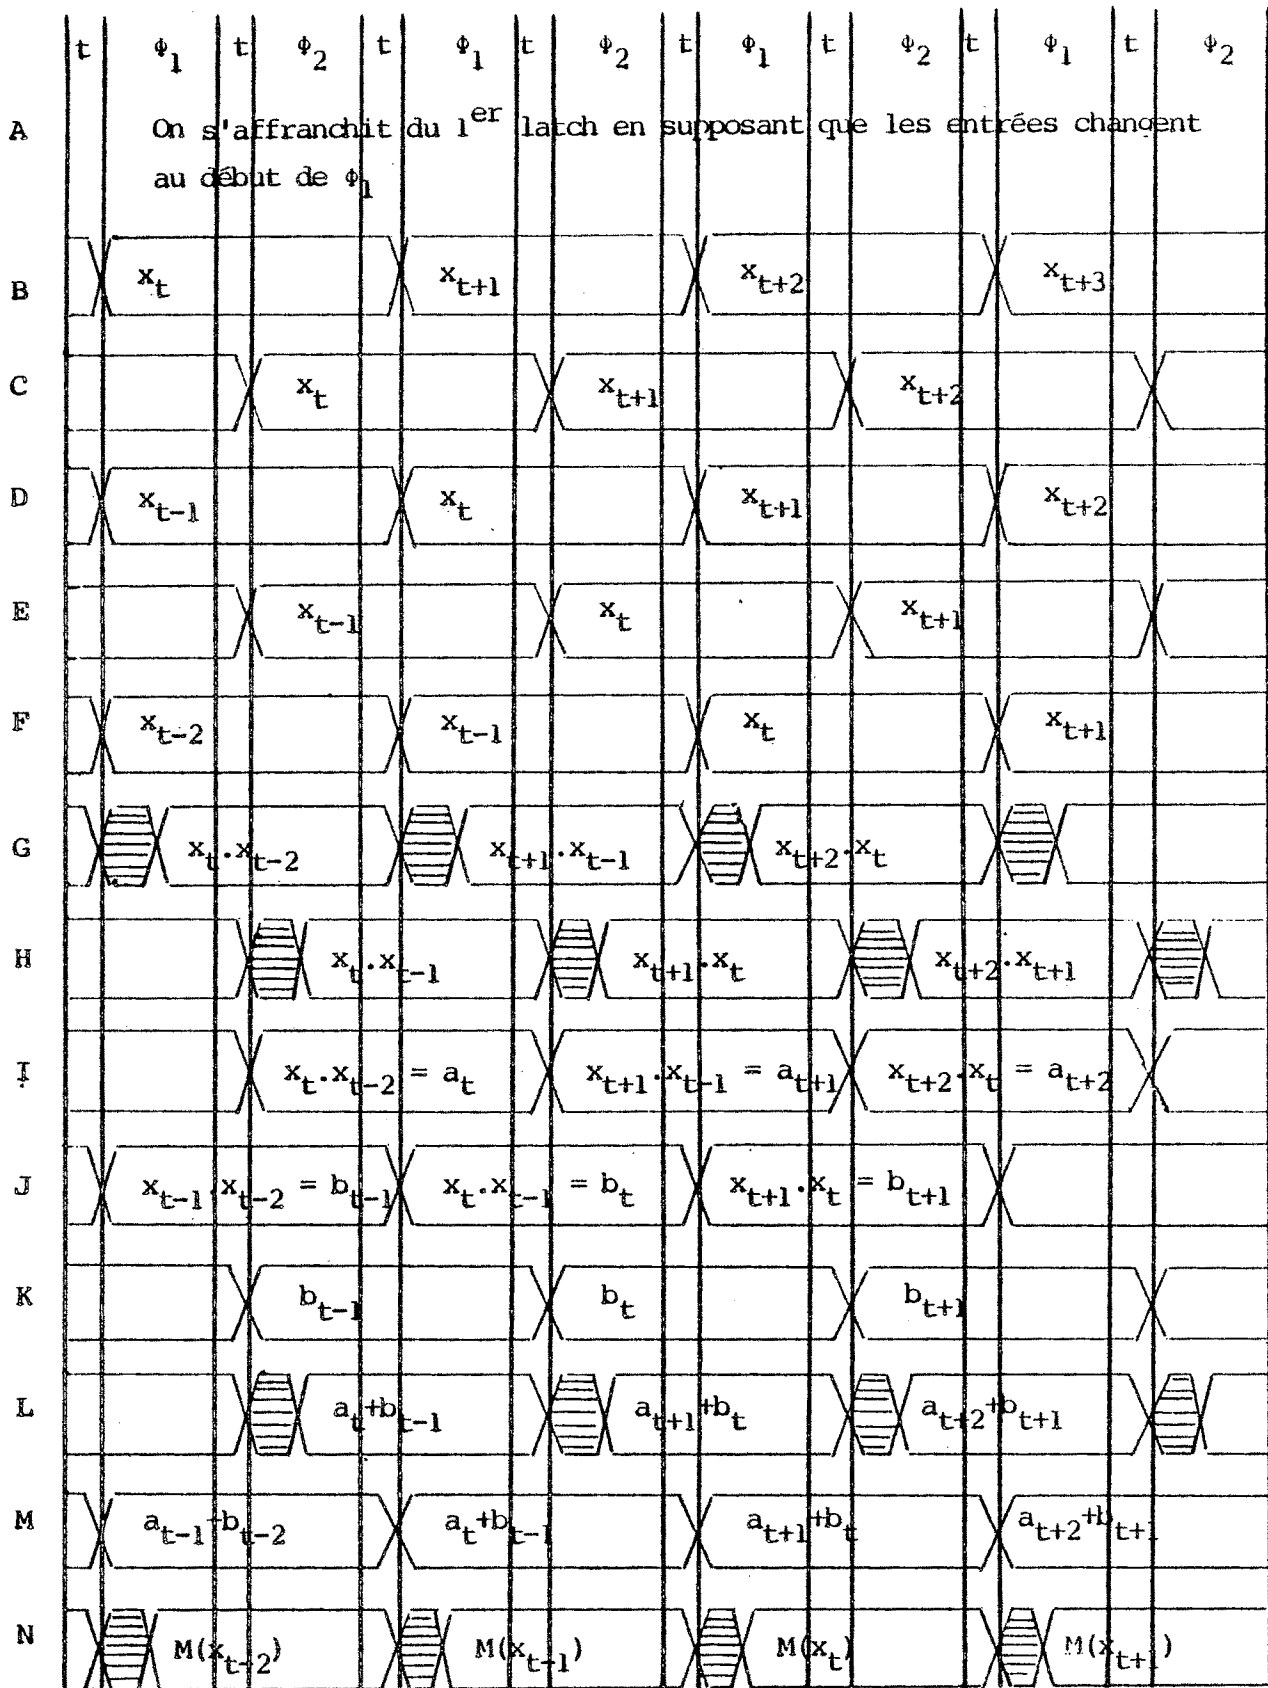 t Φ1 t Φ2 t Φ1 t Φ2 t Φ1 t Φ2 t Φ1 t Φ2
A On s'affranchit du 1er latch en supposant que les entrées changent
au début de Φ1
B xt xt+1 xt+2 xt+3
C xt xt+1 xt+2
D xt-1 xt xt+1 xt+2
E xt-1 xt xt+1
F xt-2 xt-1 xt xt+1
G xt.xt-2 xt+1.xt-1 xt+2.xt
H xt.xt-1 xt+1.xt xt+2.xt+1
I xt.xt-2 = at xt+1.xt-1 = at+1 xt+2.xt = at+2
J xt-1.xt-2 = bt-1 xt.xt-1 = bt xt+1.xt = bt+1
K bt-1 bt bt+1
L at+bt-1 at+1+bt at+2+bt+1
M at-1+bt-2 at+bt-1 at+1+bt at+2+bt+1
N M(xt-2) M(xt-1) M(xt) M(xt+1)